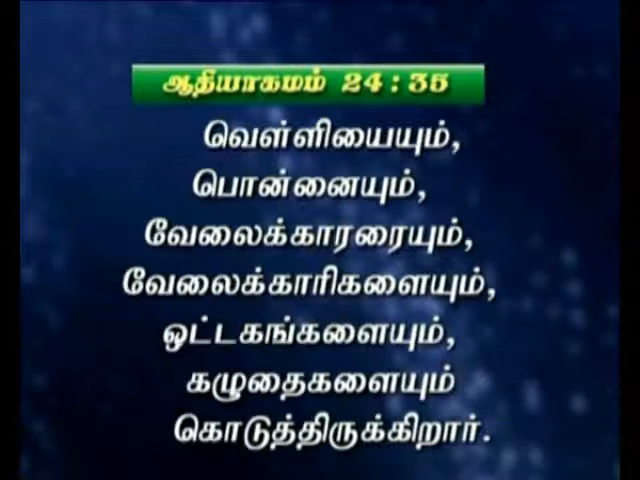 ஆதியாகமம் 24 : 35
வெள்ளியையும்,
பொன்னையும்,
வேலைக்காரரையும்,
வேலைக்காரிகளையும்,
ஒட்டகங்களையும்,
கழுதைகளையும்
கொடுத்திருக்கிறார்.